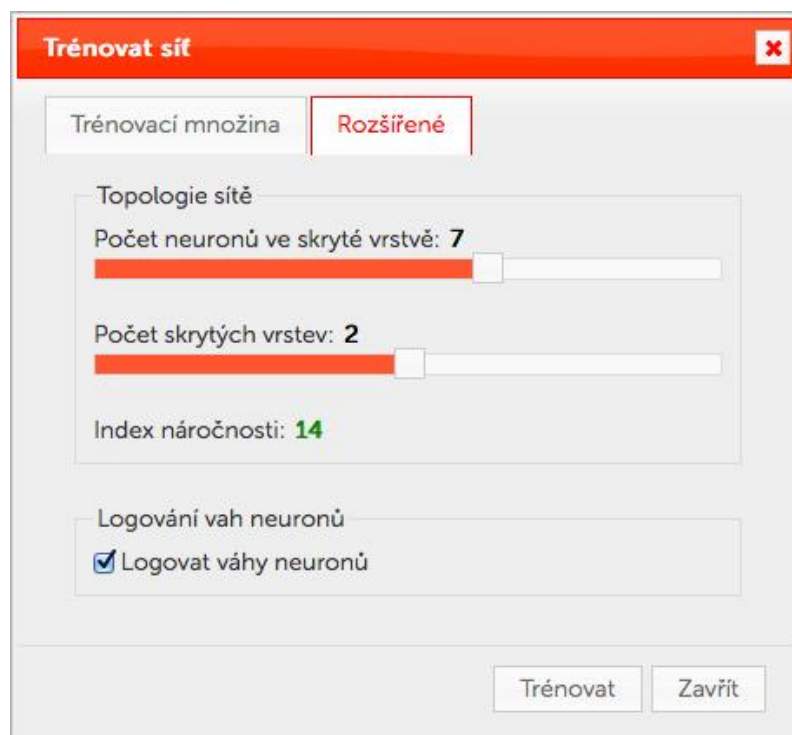 Trénovat síť
Trénovací množina
Rozšířené
Topologie sítě
Počet neuronů ve skryté vrstvě: 7
Počet skrytých vrstev: 2
Index náročnosti: 14
Logování vah neuronů
Logovat váhy neuronů
Trénovat
Zavřít